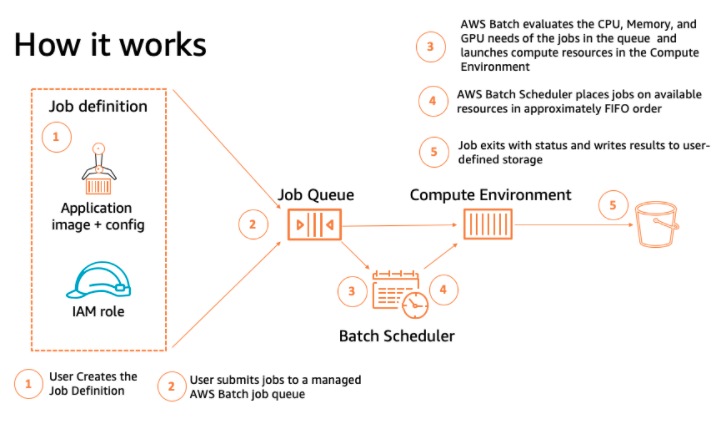 How it works
3
AWS Batch evaluates the CPU, Memory, and
GPU needs of the jobs in the queue and
launches compute resources in the Compute
Environment
4
AWS Batch Scheduler places jobs on available
resources in approximately FIFO order
5
Job exits with status and writes results to user-
defined storage
Job definition
1
Application
image + config
IAM role
2
Job Queue
Compute Environment
5
3
4
Batch Scheduler
1
User Creates the
Job Definition
2
User submits jobs to a managed
AWS Batch job queue